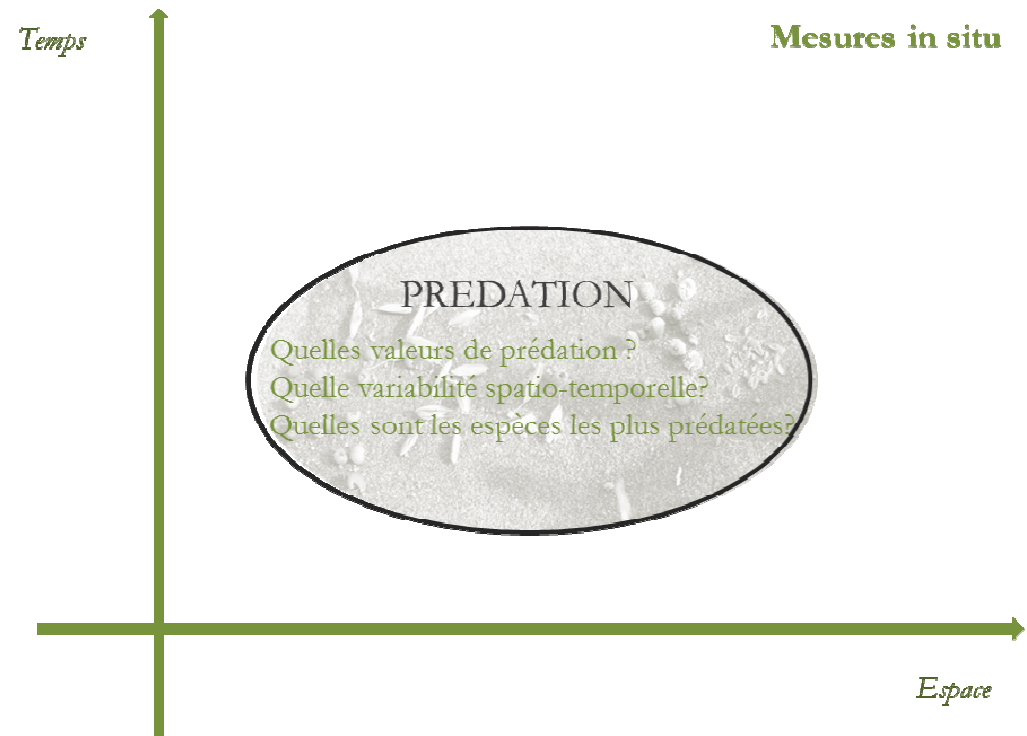 Temps
Mesures in situ
PREDATION
Quelles valeurs de prédation ?
Quelle variabilité spatio-temporelle?
Quelles sont les espèces les plus prédatées?
Espace